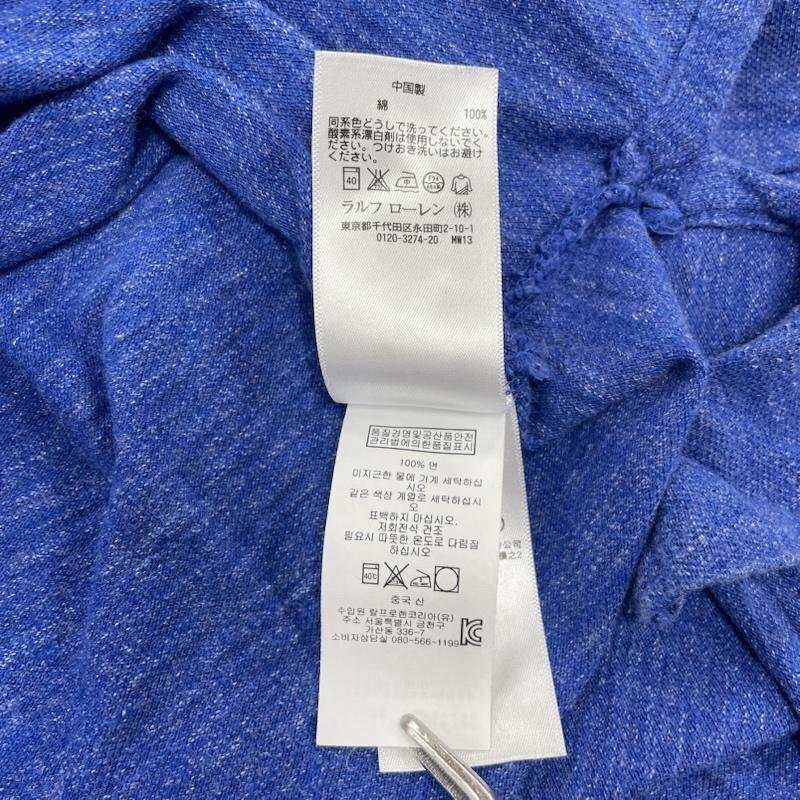 中国製
綿 100%
同系色どうしで洗ってください。
酸素系漂白剤は使用しないでく
ださい。つけおき洗いはお避け
ください。
40 中 ドライ
ラルフ ローレン (株)
東京都千代田区永田町2-10-1
0120-3274-20 MW13
품질경영및공산품안전
관리법에의한품질표시
100% 면
미지근한 물에 기계 세탁하십
시오
같은 색상 계열로 세탁하십시
오
표백하지 마십시오.
저회전식 건조
필요시 따뜻한 온도로 다림질
하십시오
40℃
중국 산
수입원 랄프로렌코리아(유)
주소 서울특별시 금천구
가산동 336-7
소비자상담실 080-566-1199
公司
之2